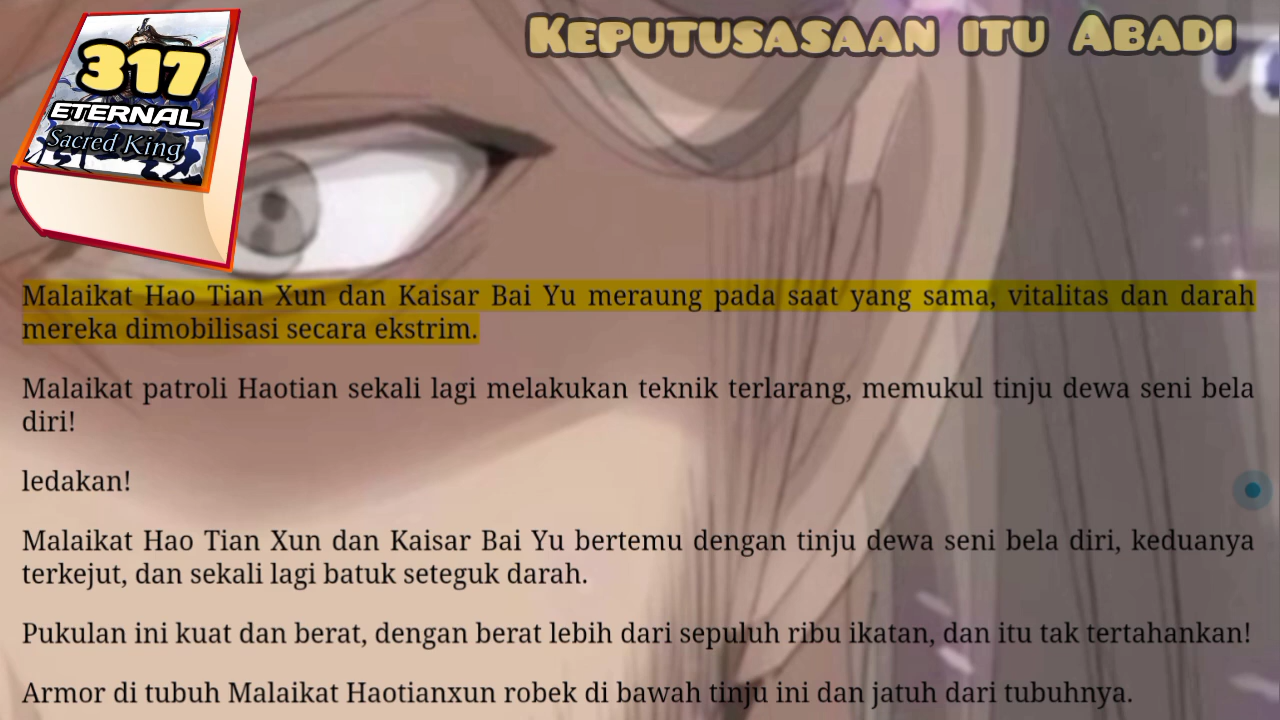 Keputusasaan itu Abadi
317
ETERNAL
Sacred King
Malaikat Hao Tian Xun dan Kaisar Bai Yu meraung pada saat yang sama, vitalitas dan darah
mereka dimobilisasi secara ekstrim.
Malaikat patroli Haotian sekali lagi melakukan teknik terlarang, memukul tinju dewa seni bela
diri!
ledakan!
Malaikat Hao Tian Xun dan Kaisar Bai Yu bertemu dengan tinju dewa seni bela diri, keduanya
terkejut, dan sekali lagi batuk seteguk darah.
Pukulan ini kuat dan berat, dengan berat lebih dari sepuluh ribu ikatan, dan itu tak tertahankan!
Armor di tubuh Malaikat Haotianxun robek di bawah tinju ini dan jatuh dari tubuhnya.